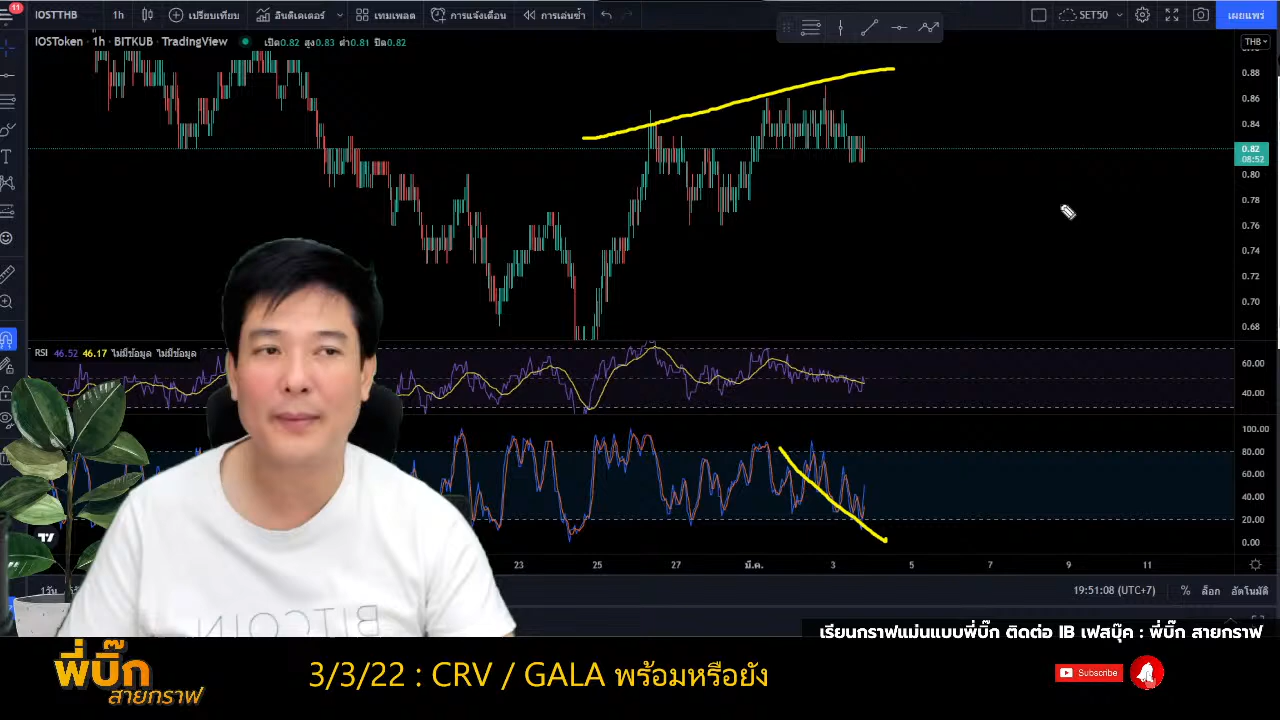 11
IOSTTHB
1h
เปรียบเทียบ
อินดิเคเตอร์
เทมเพลต
การแจ้งเตือน
การเล่นซ้ำ
SET50
เผยแพร่
IOSToken · 1h · BITKUB · TradingView
เปิด0.82 สูง0.83 ต่ำ0.81 ปิด0.82
THB
0.88
0.86
0.84
0.82
08:52
0.80
0.78
0.76
0.74
0.72
0.70
0.68
RSI 46.52 46.17 ไม่มีข้อมูล ไม่มีข้อมูล
60.00
40.00
100.00
80.00
60.00
40.00
20.00
0.00
23 25 27 มี.ค. 3 5 7 9 11
1วัน
19:51:08 (UTC+7) % ล็อก อัตโนมัติ
BITCOIN
เรียนกราฟแม่นแบบพี่บิ๊ก ติดต่อ IB เฟสบุ๊ค : พี่บิ๊ก สายกราฟ
พี่บิ๊ก
สายกราฟ
3/3/22 : CRV / GALA พร้อมหรือยัง
Subscribe